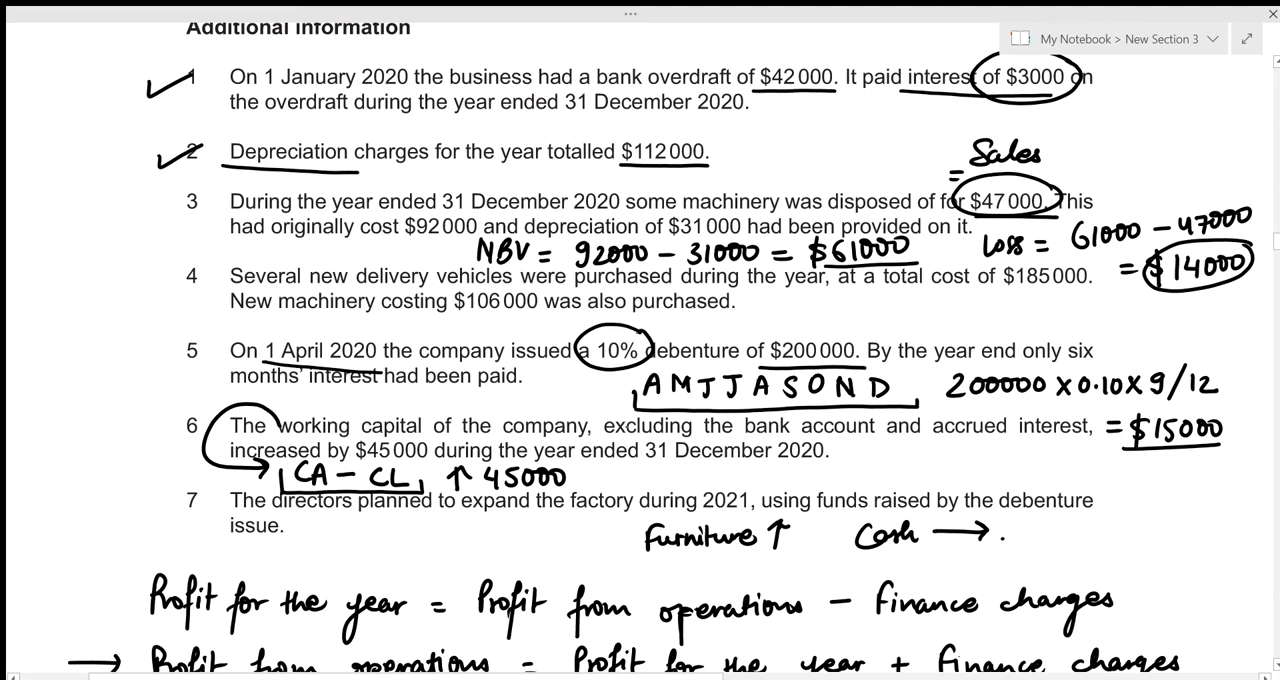 My Notebook > New Section 3
Additional information
1 On 1 January 2020 the business had a bank overdraft of $42 000. It paid interest of $3000 on
the overdraft during the year ended 31 December 2020.
2 Depreciation charges for the year totalled $112 000.
= Sales
3 During the year ended 31 December 2020 some machinery was disposed of for $47 000. This
had originally cost $92 000 and depreciation of $31 000 had been provided on it.
NBV = 92000 - 31000 = $61000
Loss = 61000 - 47000
= $14000
4 Several new delivery vehicles were purchased during the year, at a total cost of $185 000.
New machinery costing $106 000 was also purchased.
5 On 1 April 2020 the company issued a 10% debenture of $200 000. By the year end only six
months' interest had been paid.
A M J J A S O N D 200000 x 0.10 x 9/12
= $15000
6 The working capital of the company, excluding the bank account and accrued interest,
increased by $45 000 during the year ended 31 December 2020.
CA - CL ↑ 45000
7 The directors planned to expand the factory during 2021, using funds raised by the debenture
issue.
Furniture ↑ Cash → .
Profit for the year = Profit from operations - Finance charges
→ Profit from operations = Profit for the year + Finance charges